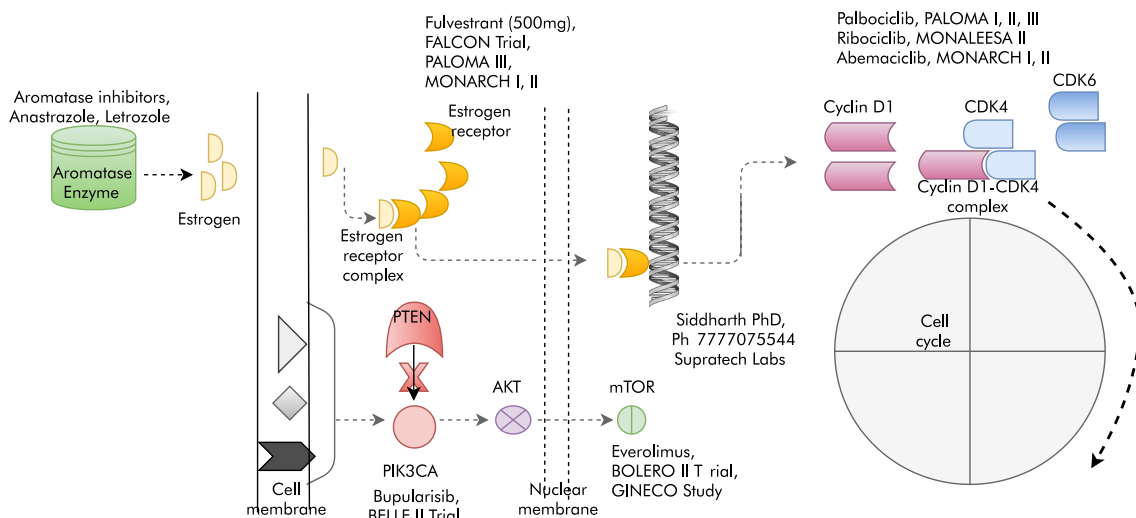 Fulvestrant (500mg),
FALCON Trial,
PALOMA III,
MONARCH I, II
Palbociclib, PALOMA I, II, III
Ribociclib, MONALEESA II
Abemaciclib, MONARCH I, II
Aromatase inhibitors,
Anastrazole, Letrozole
Aromatase
Enzyme
Estrogen
Estrogen
receptor
Estrogen
receptor
complex
Cyclin D1
CDK4
CDK6
Cyclin D1-CDK4
complex
Siddharth PhD,
Ph 7777075544
Supratech Labs
Cell
cycle
PTEN
AKT
mTOR
PIK3CA
Bupularisib,
BELLE II Trial
Everolimus,
BOLERO II T rial,
GINECO Study
Cell
membrane
Nuclear
membrane